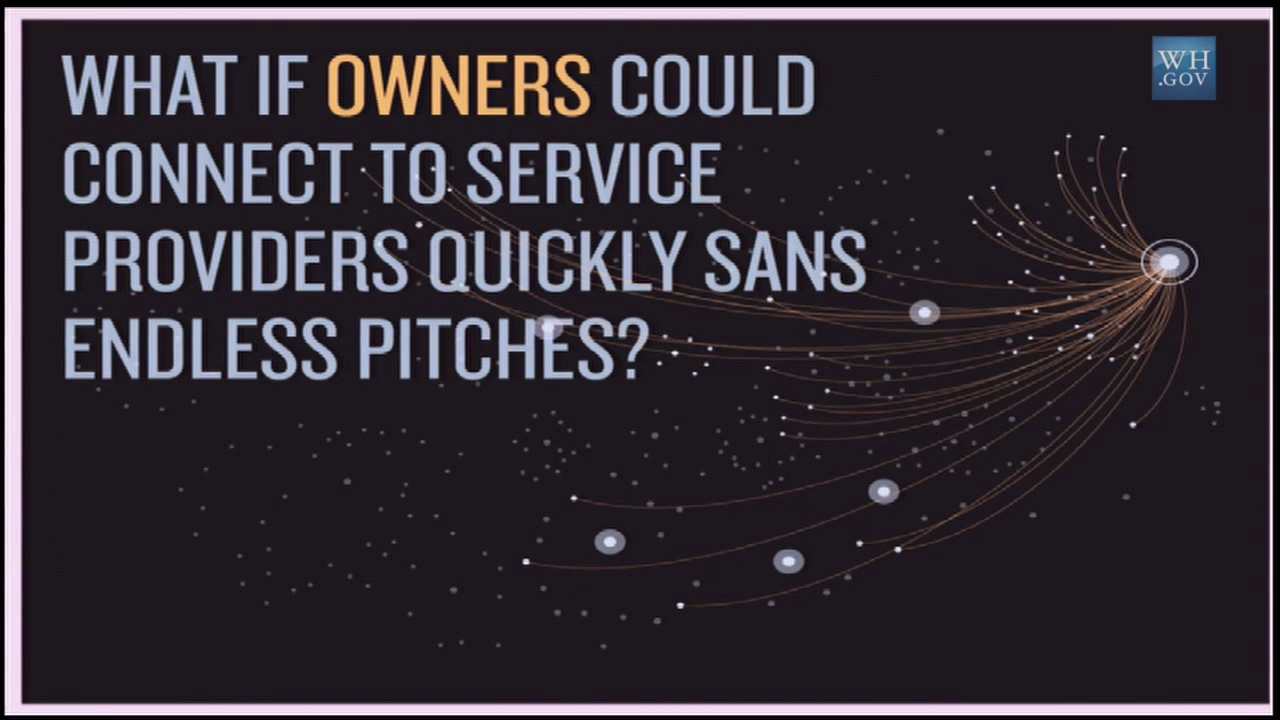 WHAT IF OWNERS COULD
CONNECT TO SERVICE
PROVIDERS QUICKLY SANS
ENDLESS PITCHES?
WH
.GOV